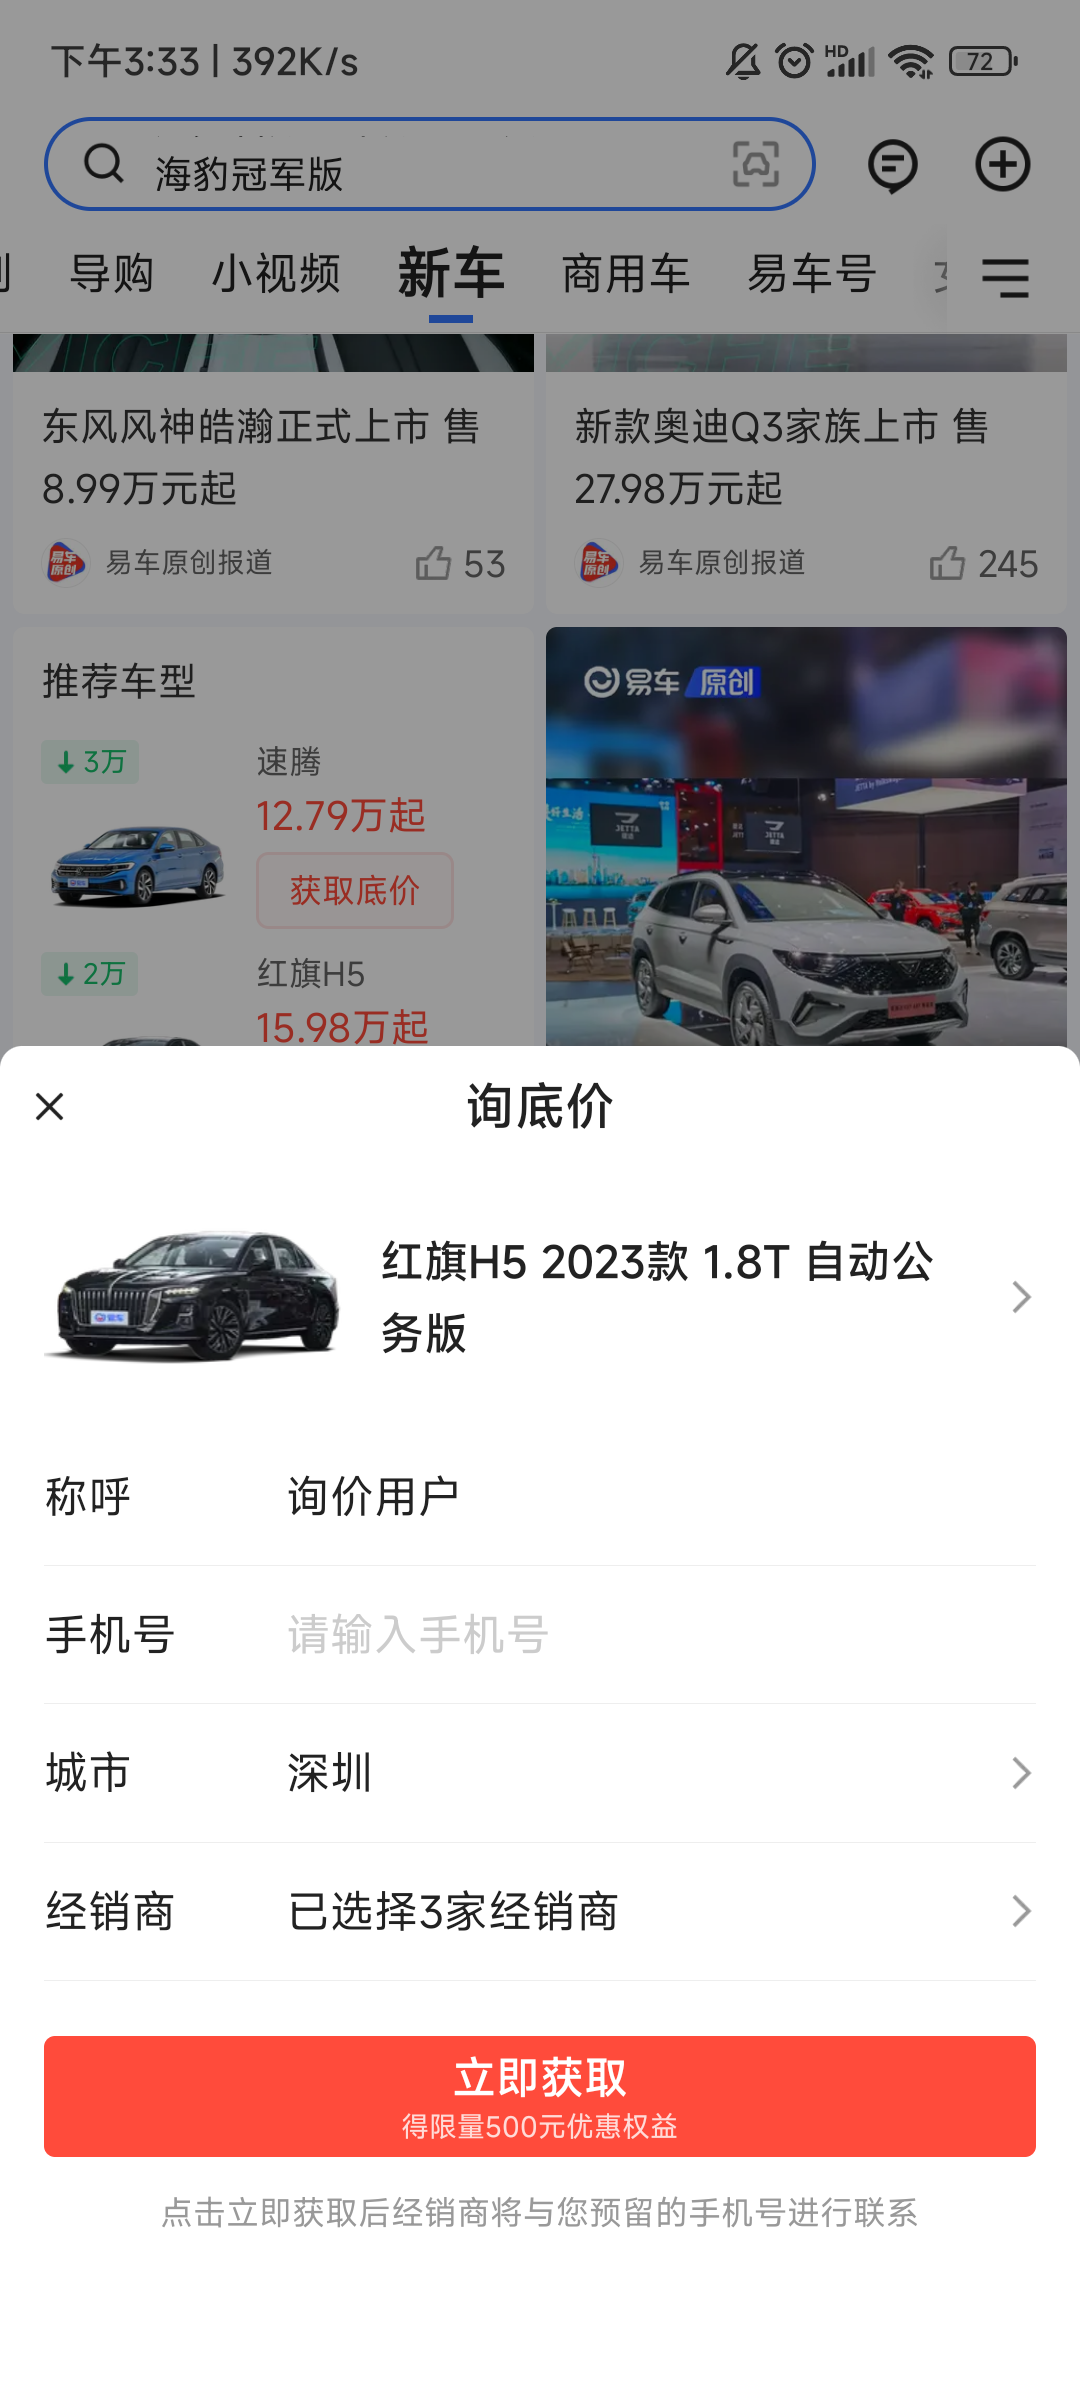 下午3:33 | 392K/s
HD
72
海豹冠军版
导购
小视频
新车
商用车
易车号
东风风神皓瀚正式上市 售
8.99万元起
易车原创报道
53
新款奥迪Q3家族上市 售
27.98万元起
易车原创报道
245
推荐车型
3万
速腾
12.79万起
获取底价
2万
红旗H5
15.98万起
易车 原创
JETTA
JETTA
询底价
红旗H5 2023款 1.8T 自动公
务版
称呼
询价用户
手机号
请输入手机号
城市
深圳
经销商
已选择3家经销商
立即获取
得限量500元优惠权益
点击立即获取后经销商将与您预留的手机号进行联系